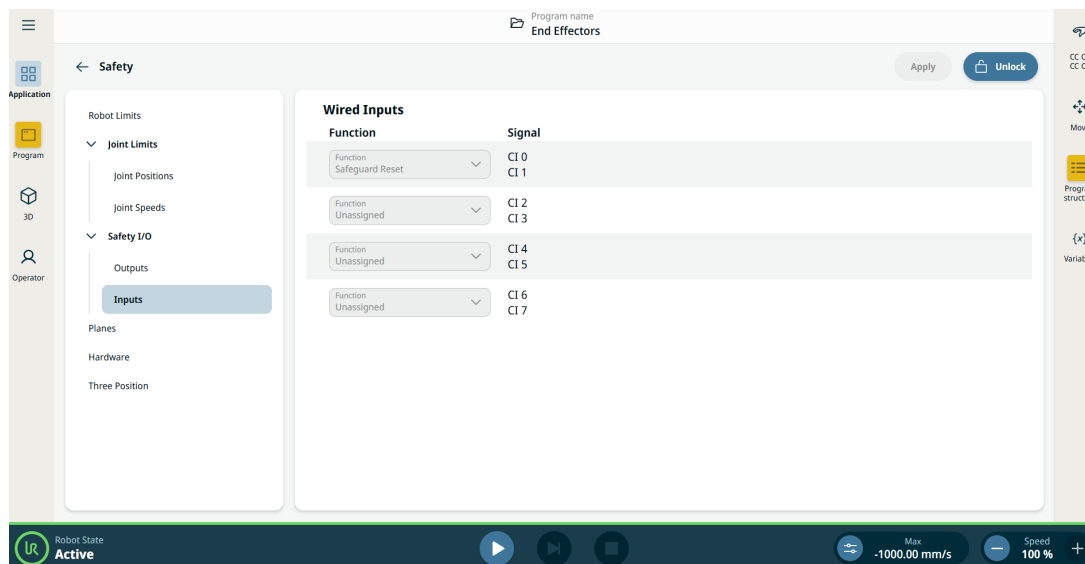 Program name
End Effectors
Application
Program
3D
Operator
Safety
Apply
Unlock
Robot Limits
Joint Limits
Joint Positions
Joint Speeds
Safety I/O
Outputs
Inputs
Planes
Hardware
Three Position
Wired Inputs
Function Signal
Function
Safeguard Reset
CI 0
CI 1
Function
Unassigned
CI 2
CI 3
Function
Unassigned
CI 4
CI 5
Function
Unassigned
CI 6
CI 7
{x}
Robot State
Active
Max
-1000.00 mm/s
Speed
100 %